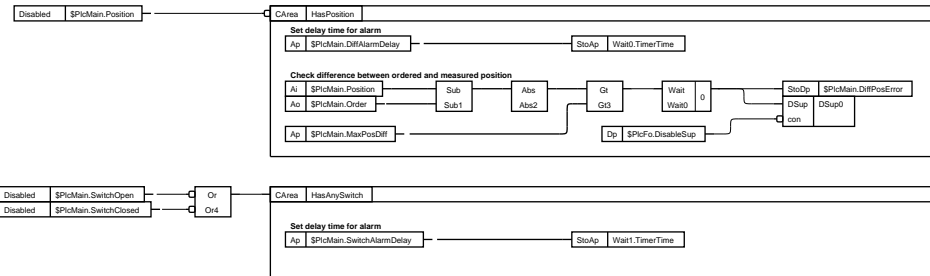 Disabled $PlcMain.Position CArea HasPosition
Set delay time for alarm
Ap $PlcMain.DiffAlarmDelay StoAp Wait0.TimerTime
Check difference between ordered and measured position
Ai $PlcMain.Position Sub Abs Gt Wait 0 StoDp $PlcMain.DiffPosError
Ao $PlcMain.Order Sub1 Abs2 Gt3 Wait0 DSup DSup0
con
Ap $PlcMain.MaxPosDiff Dp $PlcFo.DisableSup
Disabled $PlcMain.SwitchOpen Or CArea HasAnySwitch
Disabled $PlcMain.SwitchClosed Or4
Set delay time for alarm
Ap $PlcMain.SwitchAlarmDelay StoAp Wait1.TimerTime